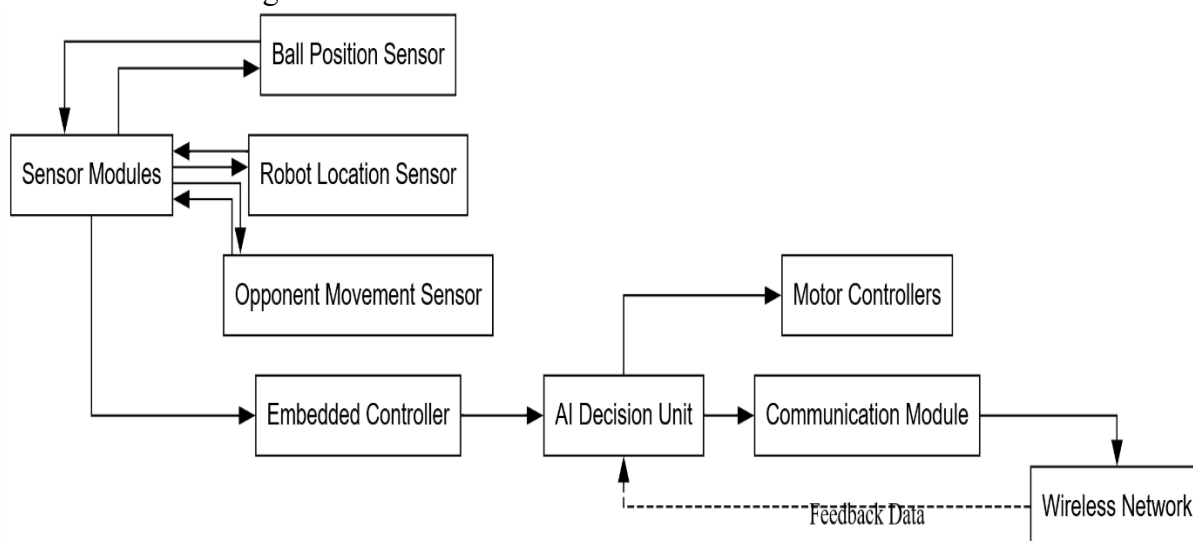 Ball Position Sensor
Sensor Modules
Robot Location Sensor
Opponent Movement Sensor
Motor Controllers
Embedded Controller
AI Decision Unit
Communication Module
Wireless Network
Feedback Data